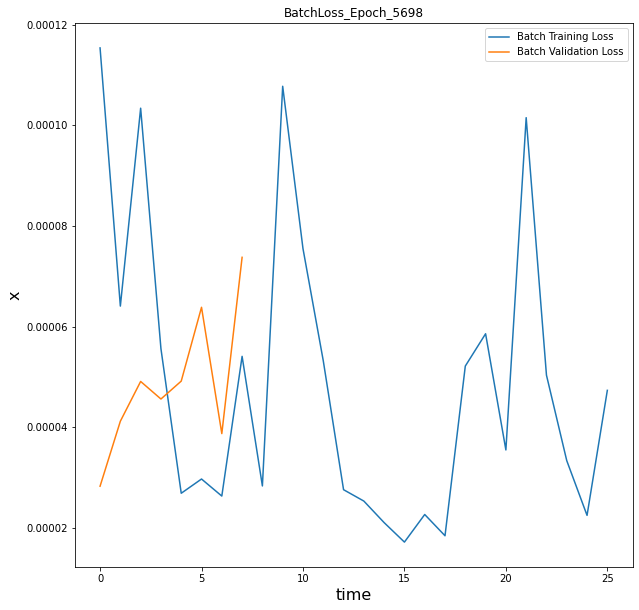 BatchLoss_Epoch_5698
Batch Training Loss
Batch Validation Loss
0.00012
0.00010
0.00008
0.00006
0.00004
0.00002
x
0 5 10 15 20 25
time